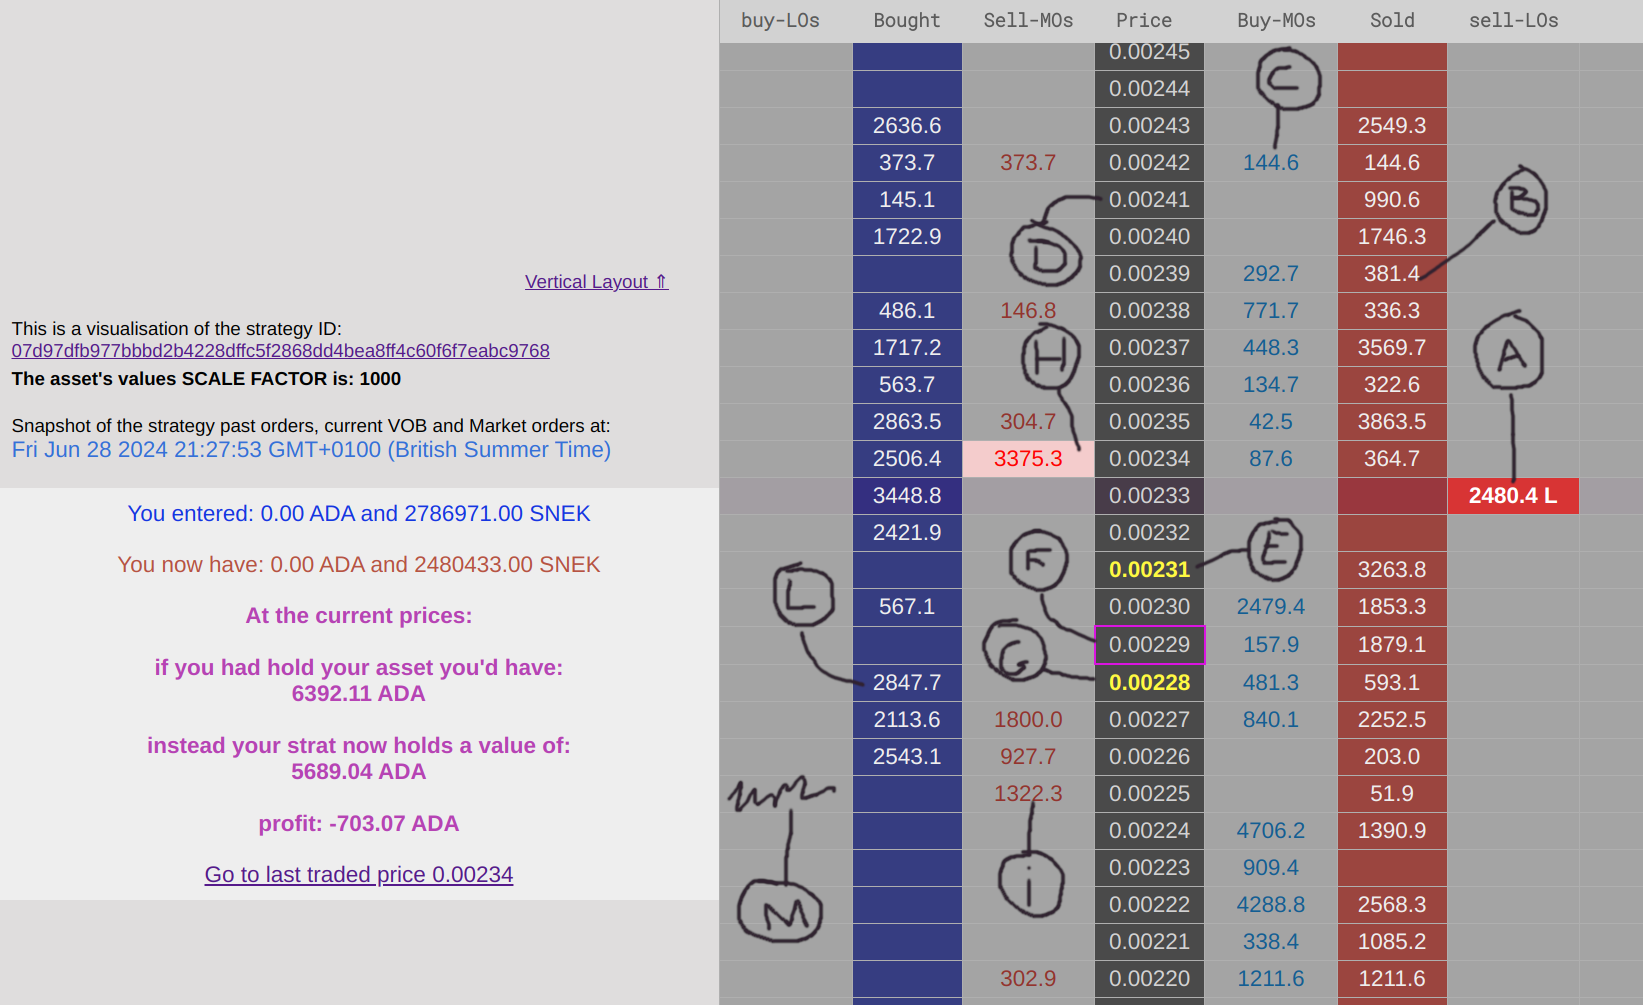 buy-LOs Bought Sell-MOs Price Buy-MOs Sold sell-LOs
0.00245
C
0.00244
2636.6 0.00243 2549.3
373.7 373.7 0.00242 144.6 144.6
145.1 0.00241 990.6
B
1722.9 0.00240 1746.3
D
0.00239 292.7 381.4
Vertical Layout ⇑
486.1 146.8 0.00238 771.7 336.3
This is a visualisation of the strategy ID:
07d97dfb977bbbd2b4228dffc5f2868dd4bea8ff4c60f6f7eabc9768
The asset's values SCALE FACTOR is: 1000
1717.2 0.00237 448.3 3569.7
H
A
563.7 0.00236 134.7 322.6
Snapshot of the strategy past orders, current VOB and Market orders at:
Fri Jun 28 2024 21:27:53 GMT+0100 (British Summer Time)
2863.5 304.7 0.00235 42.5 3863.5
2506.4 3375.3 0.00234 87.6 364.7
3448.8 0.00233 2480.4 L
You entered: 0.00 ADA and 2786971.00 SNEK
2421.9 0.00232
E
F
You now have: 0.00 ADA and 2480433.00 SNEK
0.00231 3263.8
L
567.1 0.00230 2479.4 1853.3
At the current prices:
0.00229 157.9 1879.1
G
if you had hold your asset you'd have:
6392.11 ADA
2847.7 0.00228 481.3 593.1
2113.6 1800.0 0.00227 840.1 2252.5
instead your strat now holds a value of:
5689.04 ADA
2543.1 927.7 0.00226 203.0
1322.3 0.00225 51.9
profit: -703.07 ADA
0.00224 4706.2 1390.9
Go to last traded price 0.00234
0.00223 909.4
i
M
0.00222 4288.8 2568.3
0.00221 338.4 1085.2
302.9 0.00220 1211.6 1211.6